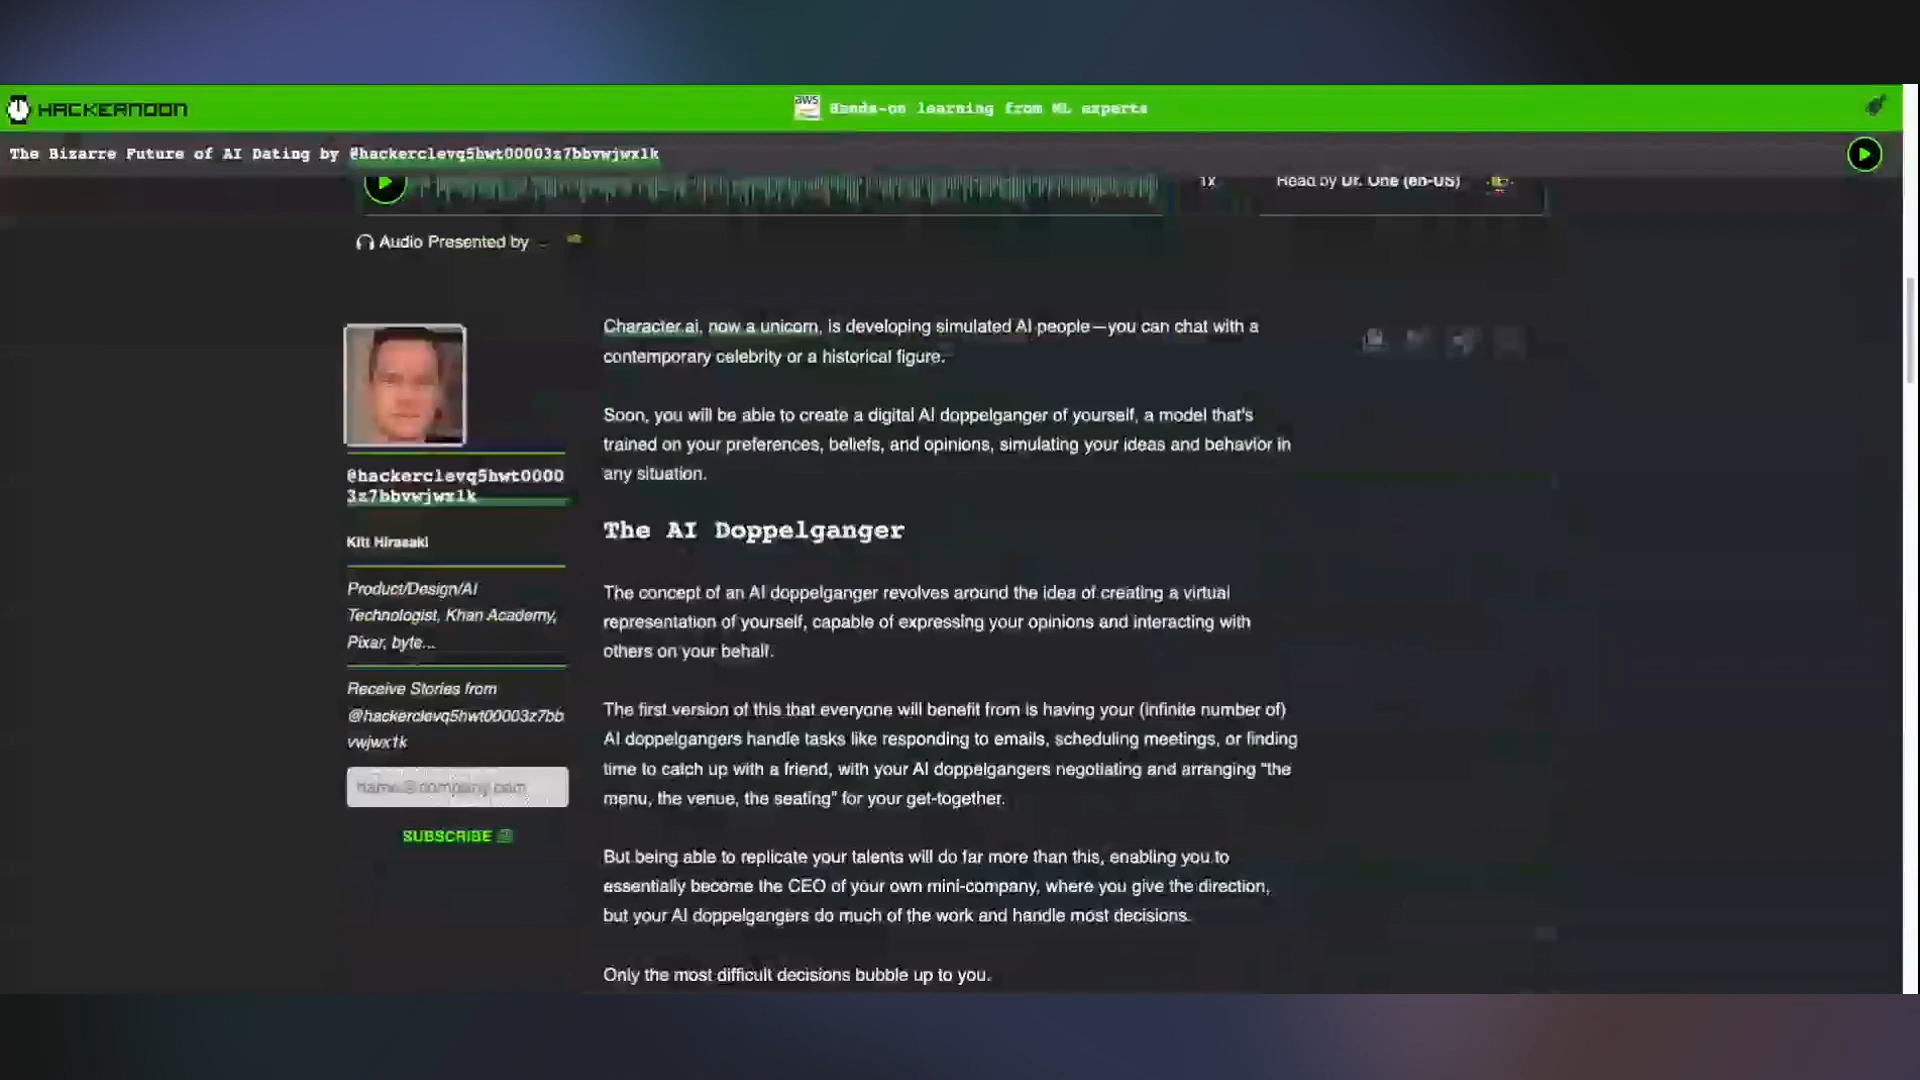 HACKERNOON
aws
Hands-on learning from ML experts
The Bizarre Future of AI Dating by @hackerclevq5hwt00003z7bbvwjwx1k
1x
Read by Dr. One (en-US)
Audio Presented by
Character.ai, now a unicorn, is developing simulated AI people—you can chat with a
contemporary celebrity or a historical figure.
Soon, you will be able to create a digital AI doppelganger of yourself, a model that's
trained on your preferences, beliefs, and opinions, simulating your ideas and behavior in
any situation.
@hackerclevq5hwt0000
3z7bbvwjwx1k
Kitt Hirasaki
Product/Design/AI
Technologist, Khan Academy,
Pixar, byte...
Receive Stories from
@hackerclevq5hwt00003z7bb
vwjwx1k
name@company.com
SUBSCRIBE
The AI Doppelganger
The concept of an AI doppelganger revolves around the idea of creating a virtual
representation of yourself, capable of expressing your opinions and interacting with
others on your behalf.
The first version of this that everyone will benefit from is having your (infinite number of)
AI doppelgangers handle tasks like responding to emails, scheduling meetings, or finding
time to catch up with a friend, with your AI doppelgangers negotiating and arranging “the
menu, the venue, the seating” for your get-together.
But being able to replicate your talents will do far more than this, enabling you to
essentially become the CEO of your own mini-company, where you give the direction,
but your AI doppelgangers do much of the work and handle most decisions.
Only the most difficult decisions bubble up to you.